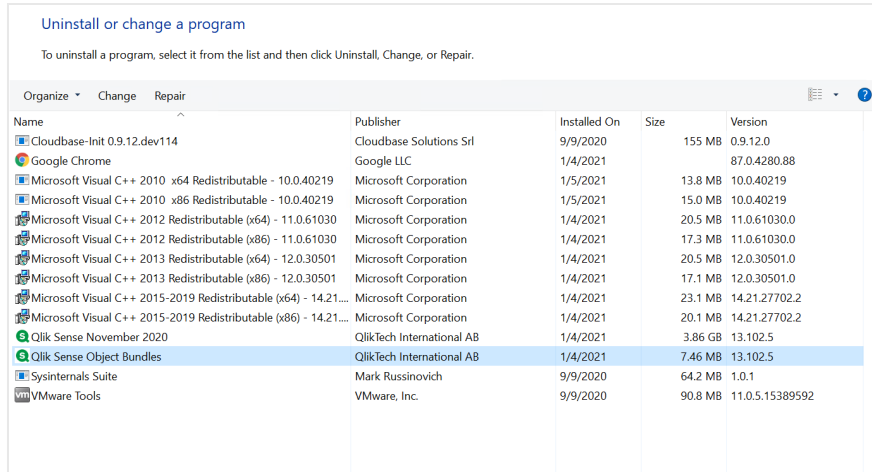 Uninstall or change a program
To uninstall a program, select it from the list and then click Uninstall, Change, or Repair.
Organize Change Repair
Name Publisher Installed On Size Version
Cloudbase-Init 0.9.12.dev114 Cloudbase Solutions Srl 9/9/2020 155 MB 0.9.12.0
Google Chrome Google LLC 1/4/2021 87.0.4280.88
Microsoft Visual C++ 2010 x64 Redistributable - 10.0.40219 Microsoft Corporation 1/5/2021 13.8 MB 10.0.40219
Microsoft Visual C++ 2010 x86 Redistributable - 10.0.40219 Microsoft Corporation 1/5/2021 15.0 MB 10.0.40219
Microsoft Visual C++ 2012 Redistributable (x64) - 11.0.61030 Microsoft Corporation 1/4/2021 20.5 MB 11.0.61030.0
Microsoft Visual C++ 2012 Redistributable (x86) - 11.0.61030 Microsoft Corporation 1/4/2021 17.3 MB 11.0.61030.0
Microsoft Visual C++ 2013 Redistributable (x64) - 12.0.30501 Microsoft Corporation 1/4/2021 20.5 MB 12.0.30501.0
Microsoft Visual C++ 2013 Redistributable (x86) - 12.0.30501 Microsoft Corporation 1/4/2021 17.1 MB 12.0.30501.0
Microsoft Visual C++ 2015-2019 Redistributable (x64) - 14.21.... Microsoft Corporation 1/4/2021 23.1 MB 14.21.27702.2
Microsoft Visual C++ 2015-2019 Redistributable (x86) - 14.21.... Microsoft Corporation 1/4/2021 20.1 MB 14.21.27702.2
Qlik Sense November 2020 QlikTech International AB 1/4/2021 3.86 GB 13.102.5
Qlik Sense Object Bundles QlikTech International AB 1/4/2021 7.46 MB 13.102.5
Sysinternals Suite Mark Russinovich 9/9/2020 64.2 MB 1.0.1
VMware Tools VMware, Inc. 9/9/2020 90.8 MB 11.0.5.15389592